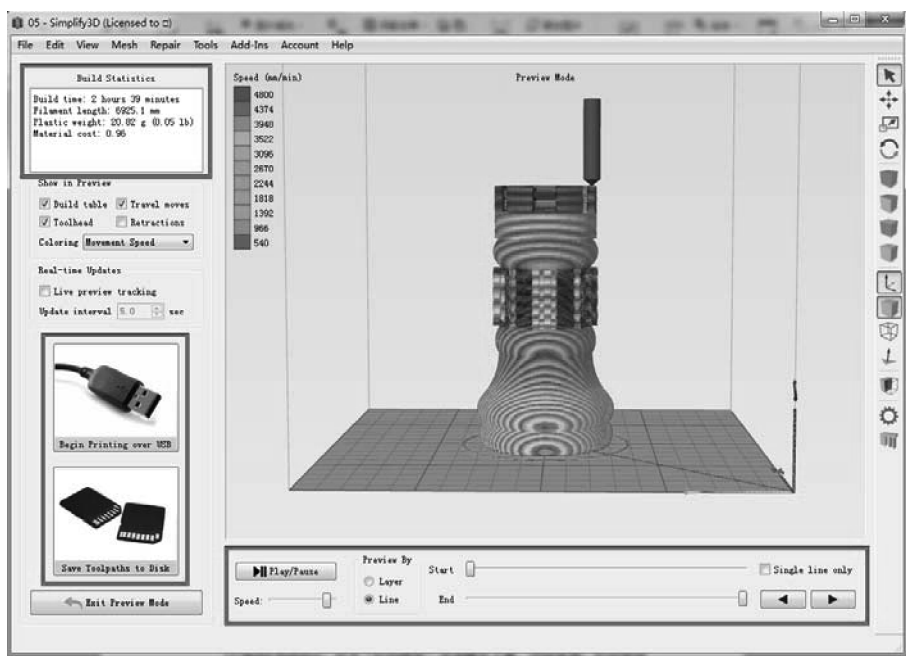 05 - Simplify3D (Licensed to □)
File Edit View Mesh Repair Tools Add-Ins Account Help
Build Statistics
Build time: 2 hours 39 minutes
Filament length: 6925.1 mm
Plastic weight: 20.82 g (0.05 lb)
Material cost: 0.96
Show in Preview
Build table Travel moves
Toolhead Retractions
Coloring Movement Speed
Real-time Updates
Live preview tracking
Update interval 5.0 sec
Begin Printing over USB
Save Toolpaths to Disk
Exit Preview Mode
Speed (mm/min)
4800
4374
3948
3522
3096
2670
2244
1818
1392
966
540
Preview Mode
Play/Pause
Speed:
Preview By
Layer
Line
Start
End
Single line only